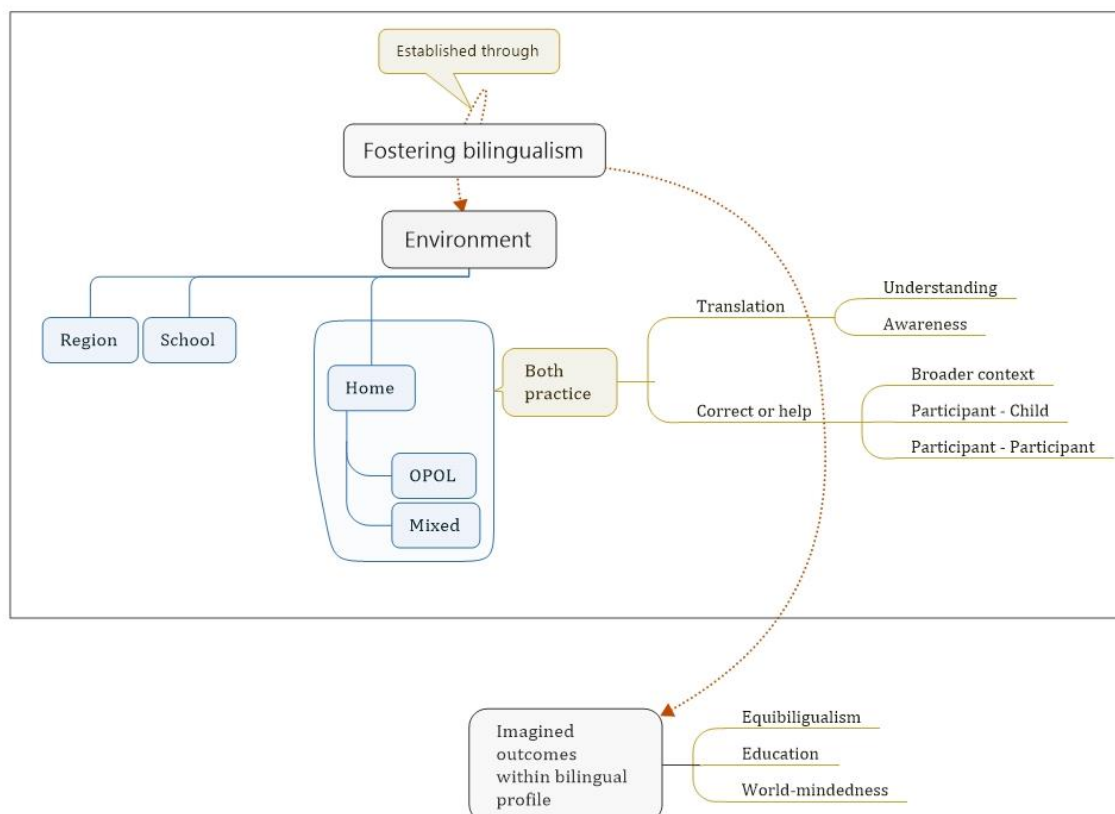 Established through
Fostering bilingualism
Environment
Region
School
Home
OPOL
Mixed
Both
practice
Translation
Understanding
Awareness
Correct or help
Broader context
Participant - Child
Participant - Participant
Imagined
outcomes
within bilingual
profile
Equibiligualism
Education
World-mindedness